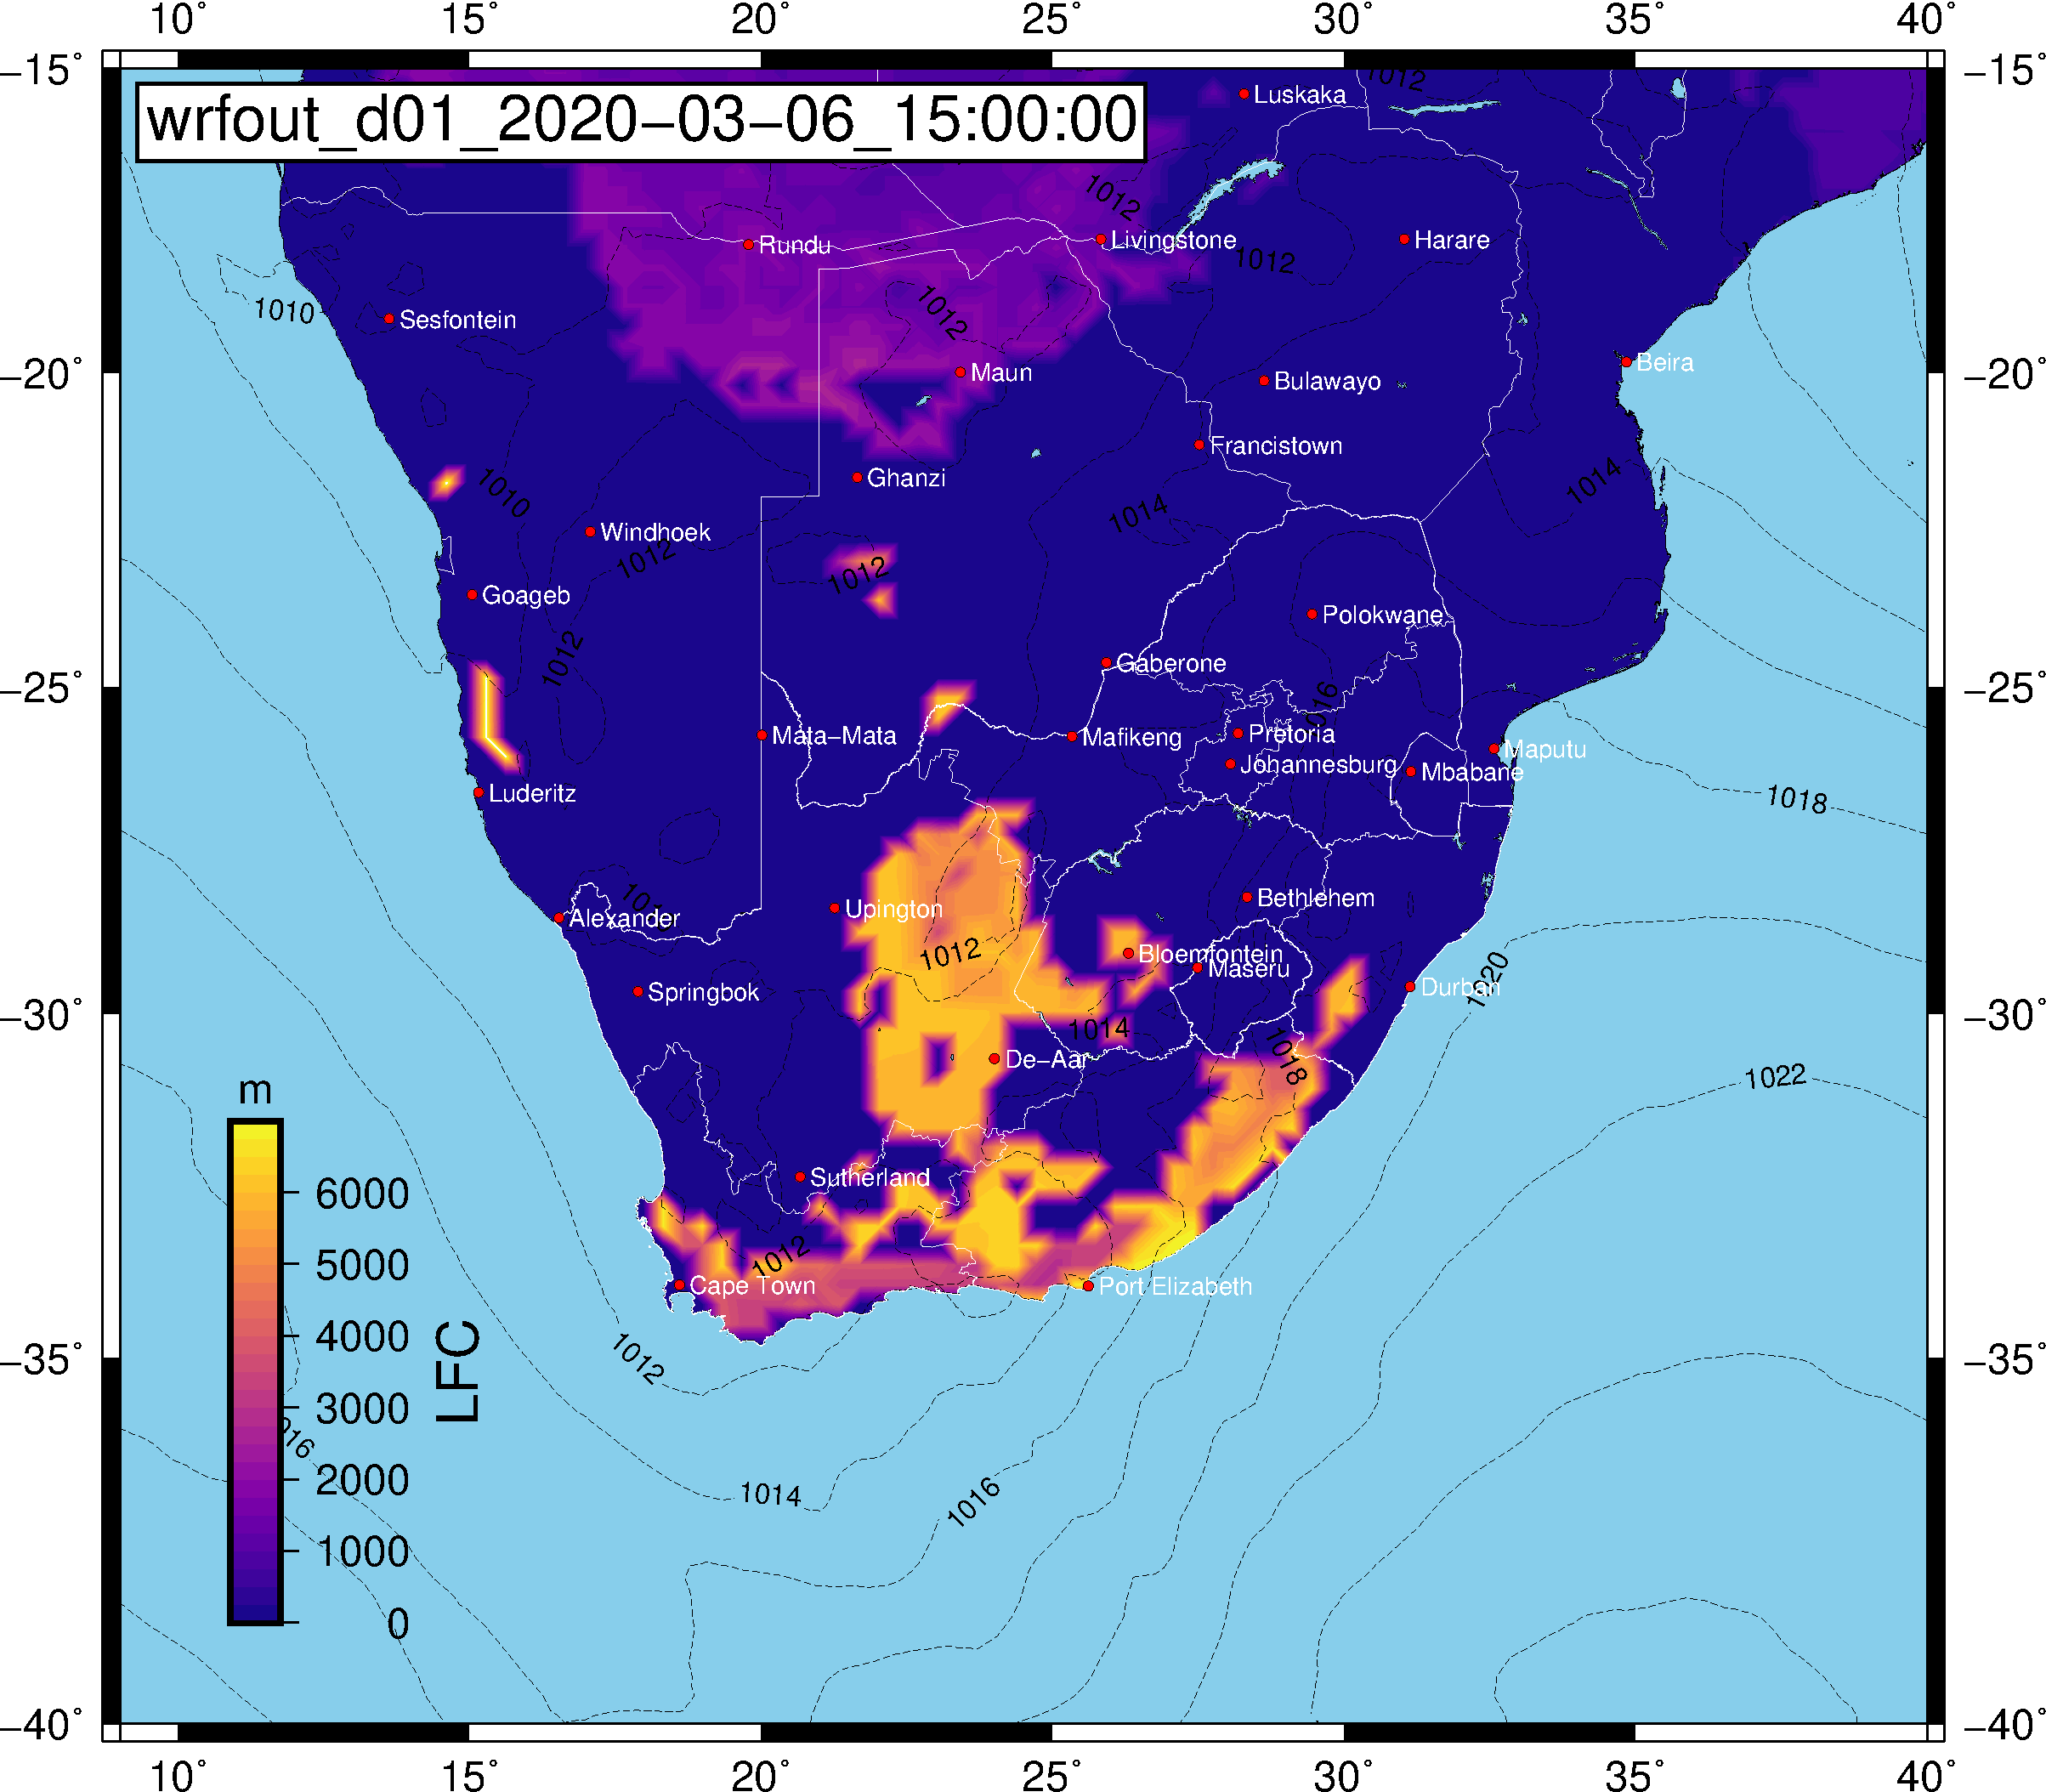 10° 15° 20° 25° 30° 35° 40°
−15° −15°
wrfout_d01_2020−03−06_15:00:00
1012
Luskaka
1012
Rundu
Livingstone
Harare
1012
1010
1012
Sesfontein
−20° −20°
Maun
Beira
Bulawayo
Francistown
Ghanzi
1010
1014
1014
Windhoek
1012
1012
Goageb
Polokwane
1012
Gaberone
−25° −25°
Mata−Mata
Mafikeng
Pretoria
Maputu
Johannesburg
Mbabane
Luderitz
1018
Alexander
Upington
Bethlehem
1012
Bloemfontein
Maseru
Springbok
Durban
1020
−30° −30°
1014
De−Aar
1018
1022
m
Sutherland
6000
1012
5000
Cape Town
Port Elizabeth
4000
1012
−35° −35°
3000
LFC
2000
1014
1016
1000
0
−40° −40°
10° 15° 20° 25° 30° 35° 40°